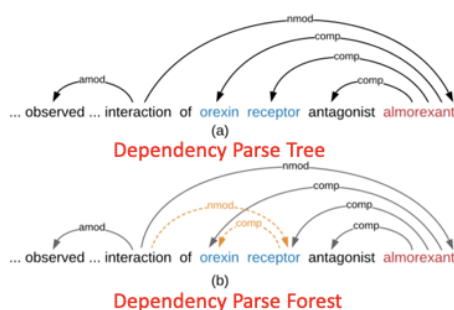 nmod
comp
comp
amod
comp
... observed ... interaction of orexin receptor antagonist almorexant
(a)
Dependency Parse Tree
nmod
comp
amod
nmod
comp
comp
comp
... observed ... interaction of orexin receptor antagonist almorexant
(b)
Dependency Parse Forest